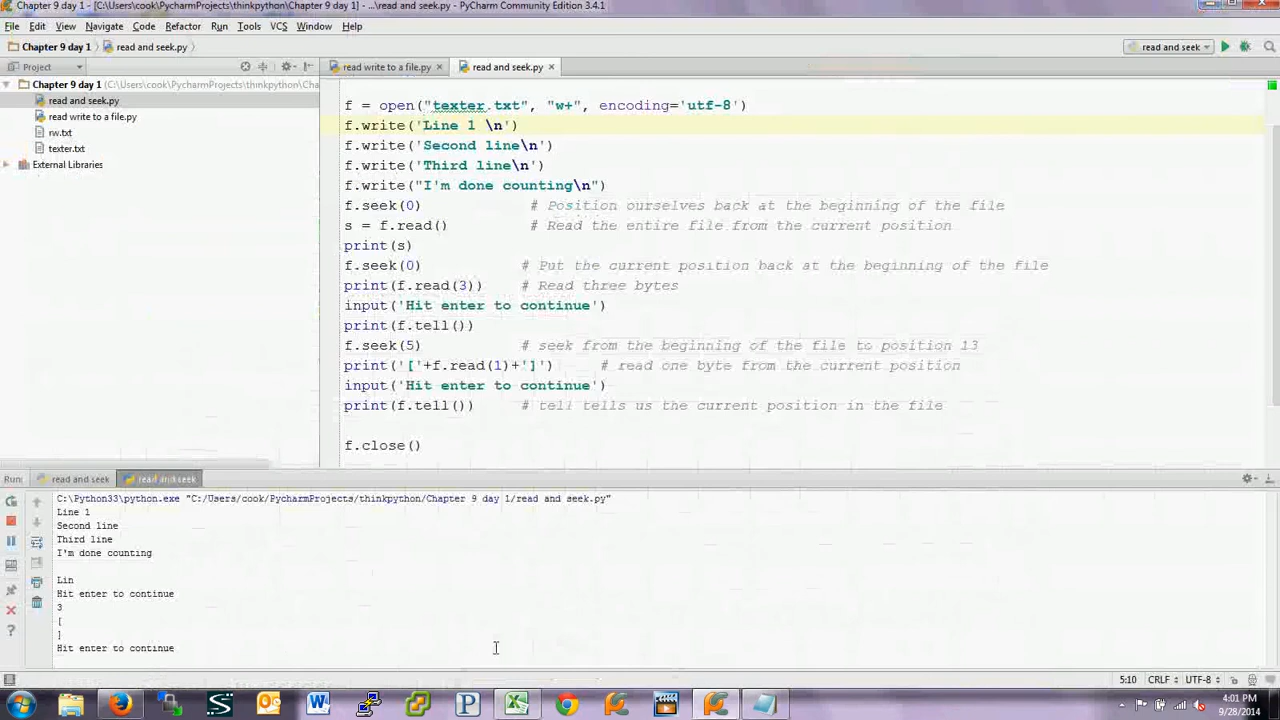 Chapter 9 day 1 - [C:\Users\cook\PycharmProjects\thinkpython\Chapter 9 day 1] - ...\read and seek.py - PyCharm Community Edition 3.4.1
File Edit View Navigate Code Refactor Run Tools VCS Window Help
Chapter 9 day 1 read and seek.py read and seek
Project read write to a file.py read and seek.py
Chapter 9 day 1 (C:\Users\cook\PycharmProjects\thinkpython\Cha
read and seek.py
read write to a file.py
rw.txt
texter.txt
External Libraries
f = open("texter.txt", "w+", encoding='utf-8')
f.write('Line 1 \n')
f.write('Second line\n')
f.write('Third line\n')
f.write("I'm done counting\n")
f.seek(0) # Position ourselves back at the beginning of the file
s = f.read() # Read the entire file from the current position
print(s)
f.seek(0) # Put the current position back at the beginning of the file
print(f.read(3)) # Read three bytes
input('Hit enter to continue')
print(f.tell())
f.seek(5) # seek from the beginning of the file to position 13
print('['+f.read(1)+']') # read one byte from the current position
input('Hit enter to continue')
print(f.tell()) # tell tells us the current position in the file
f.close()
Run: read and seek read and seek
C:\Python33\python.exe "C:/Users/cook/PycharmProjects/thinkpython/Chapter 9 day 1/read and seek.py"
Line 1
Second line
Third line
I'm done counting
Lin
Hit enter to continue
3
[
]
Hit enter to continue
5:10 CRLF UTF-8
4:01 PM
9/28/2014